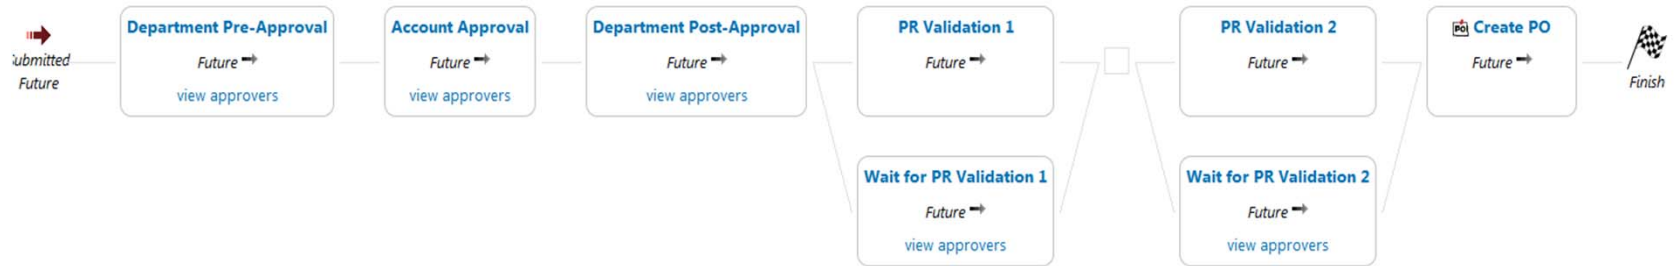 Submitted
Future
Department Pre-Approval
Future
view approvers
Account Approval
Future
view approvers
Department Post-Approval
Future
view approvers
PR Validation 1
Future
Wait for PR Validation 1
Future
view approvers
PR Validation 2
Future
Wait for PR Validation 2
Future
view approvers
PO Create PO
Future
Finish